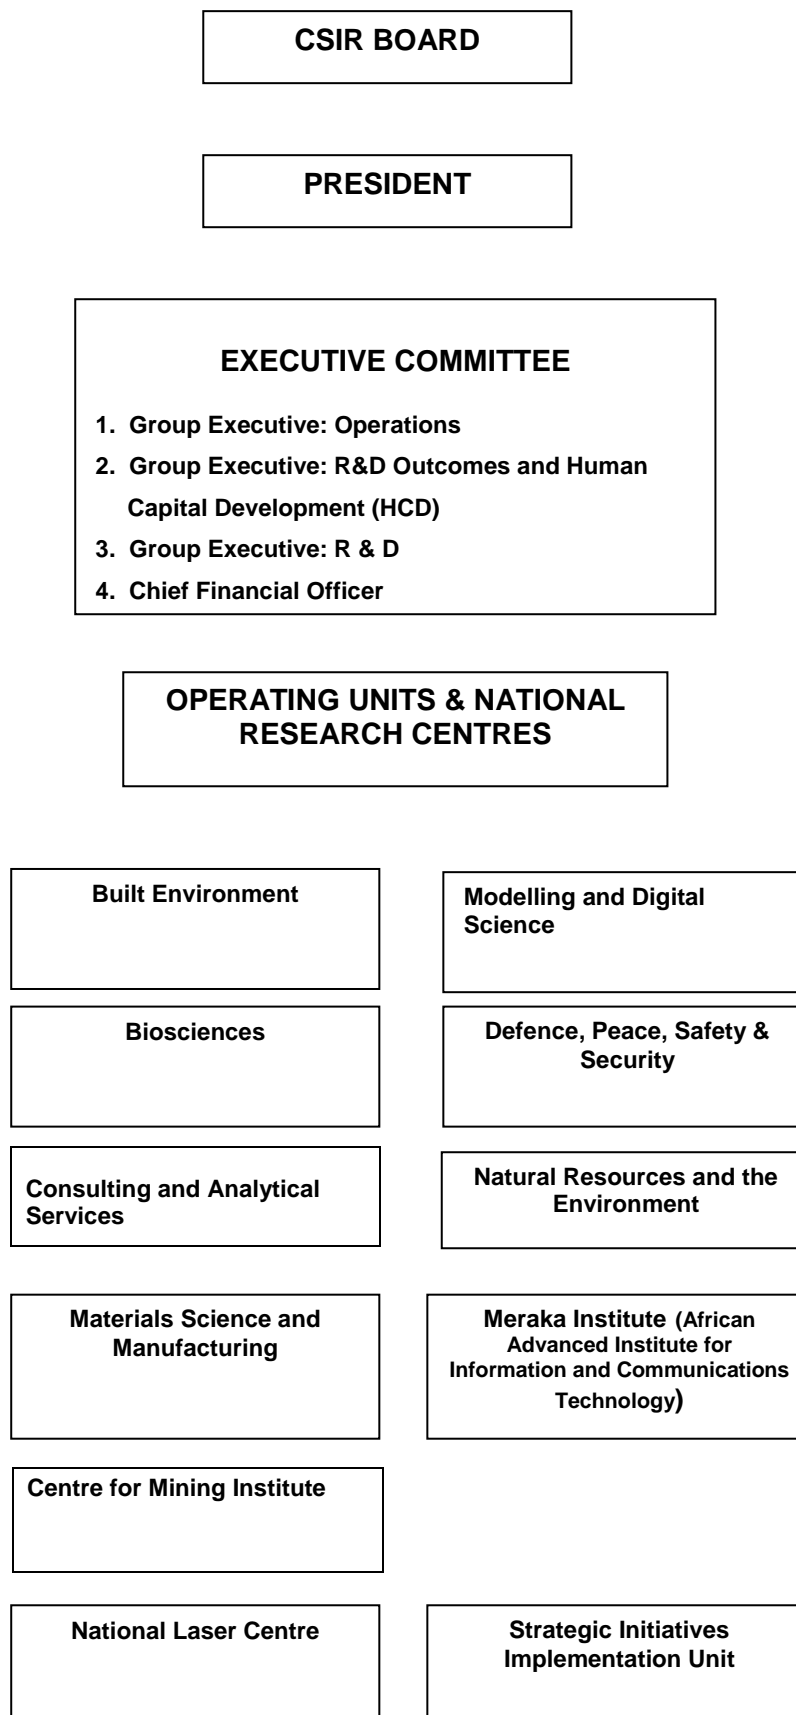 CSIR BOARD
PRESIDENT
EXECUTIVE COMMITTEE
1. Group Executive: Operations
2. Group Executive: R&D Outcomes and Human
Capital Development (HCD)
3. Group Executive: R & D
4. Chief Financial Officer
OPERATING UNITS & NATIONAL
RESEARCH CENTRES
Built Environment
Modelling and Digital
Science
Biosciences
Defence, Peace, Safety &
Security
Consulting and Analytical
Services
Natural Resources and the
Environment
Materials Science and
Manufacturing
Meraka Institute (African
Advanced Institute for
Information and Communications
Technology)
Centre for Mining Institute
National Laser Centre
Strategic Initiatives
Implementation Unit